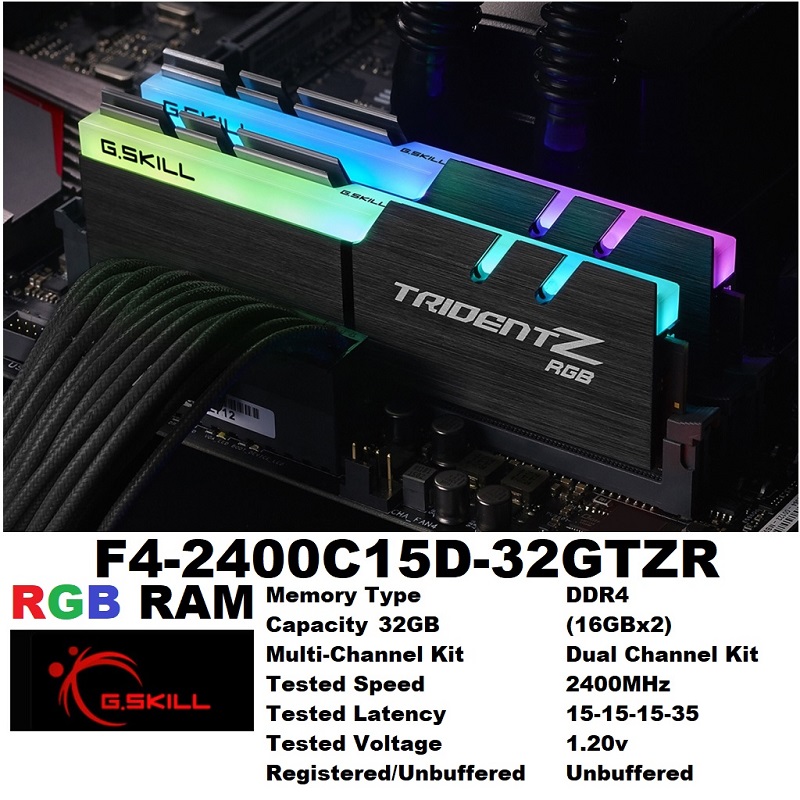 G.SKILL
G.SKILL
G.SKILL
G.SKILL
TRIDENTZ
RGB
CHA_FAN4
F4-2400C15D-32GTZR
RGB RAM
G.SKILL
Memory Type DDR4
Capacity 32GB (16GBx2)
Multi-Channel Kit Dual Channel Kit
Tested Speed 2400MHz
Tested Latency 15-15-15-35
Tested Voltage 1.20v
Registered/Unbuffered Unbuffered